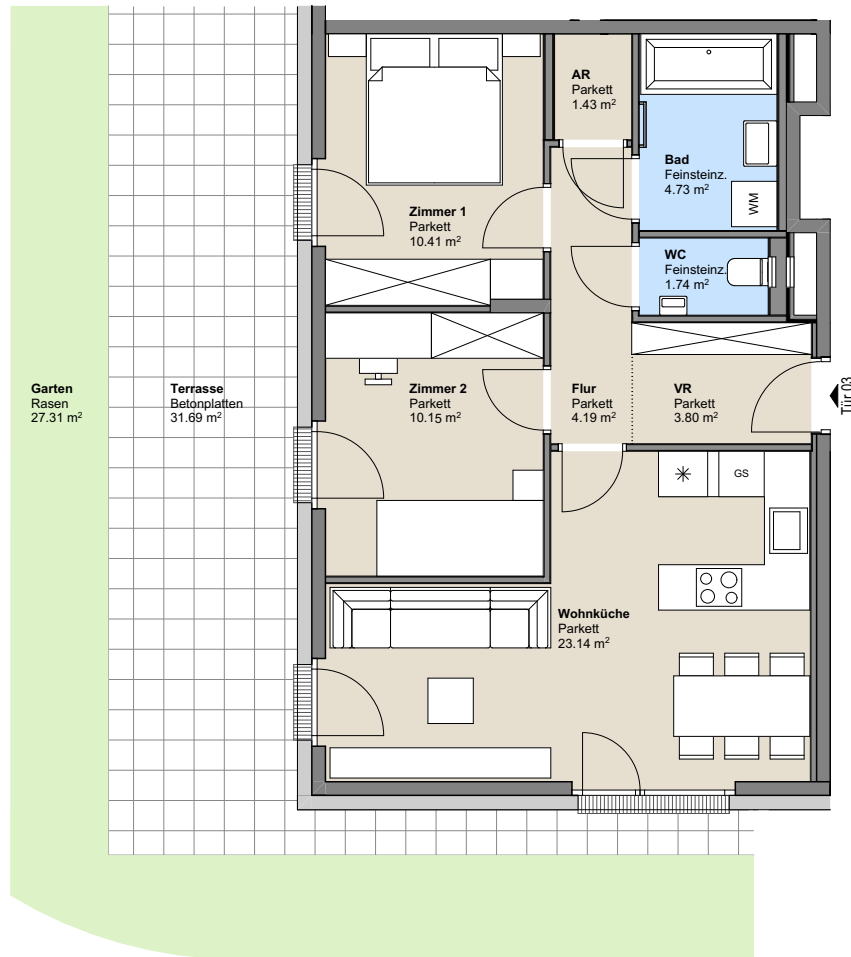 AR
Parkett
1.43 m²
Bad
Feinsteinz.
4.73 m²
WM
Zimmer 1
Parkett
10.41 m²
WC
Feinsteinz.
1.74 m²
Garten
Rasen
27.31 m²
Terrasse
Betonplatten
31.69 m²
Zimmer 2
Parkett
10.15 m²
Flur
Parkett
4.19 m²
VR
Parkett
3.80 m²
Tür 03
GS
Wohnküche
Parkett
23.14 m²